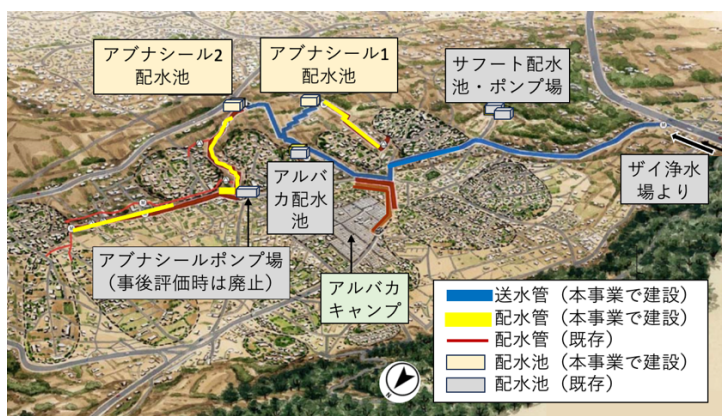 アブナシール2
配水池
アブナシール1
配水池
サフート配水
池・ポンプ場
ザイ浄水
場より
アルバ
カ配水
池
アブナシールポンプ場
(事後評価時は廃止)
アルバカ
キャンプ
送水管（本事業で建設）
配水管（本事業で建設）
配水管（既存）
配水池（本事業で建設）
配水池（既存）